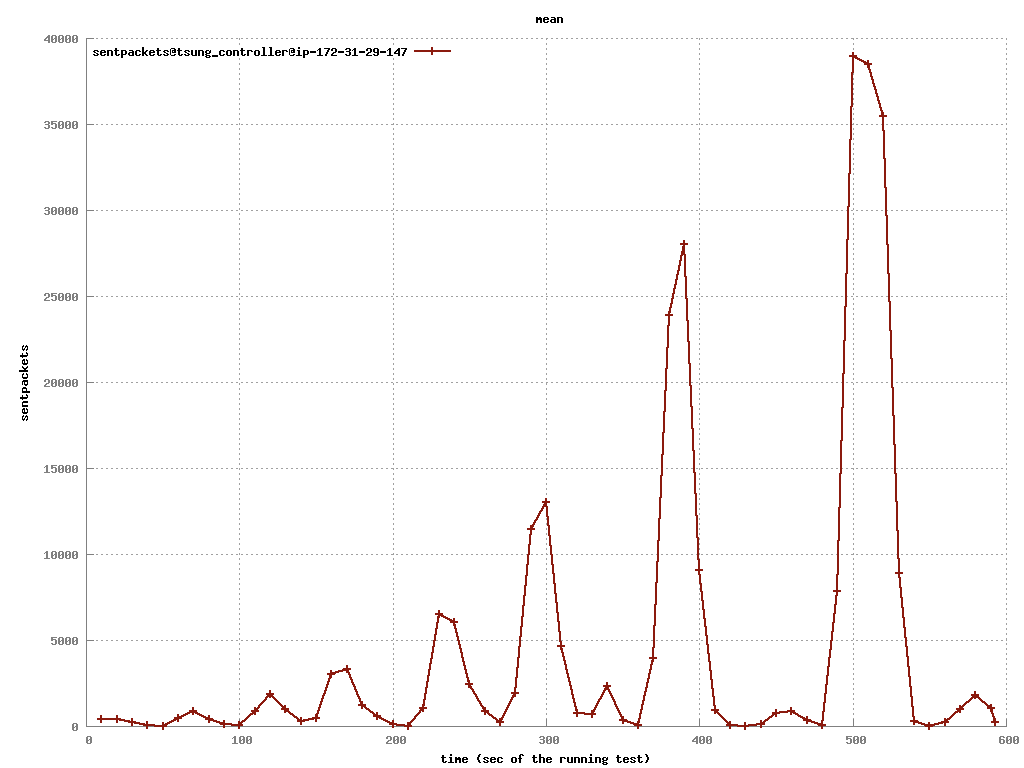 mean
sentpackets@tsung_controller@ip-172-31-29-147
40000
35000
30000
25000
20000
15000
10000
5000
0
sentpackets
0 100 200 300 400 500 600
time (sec of the running test)